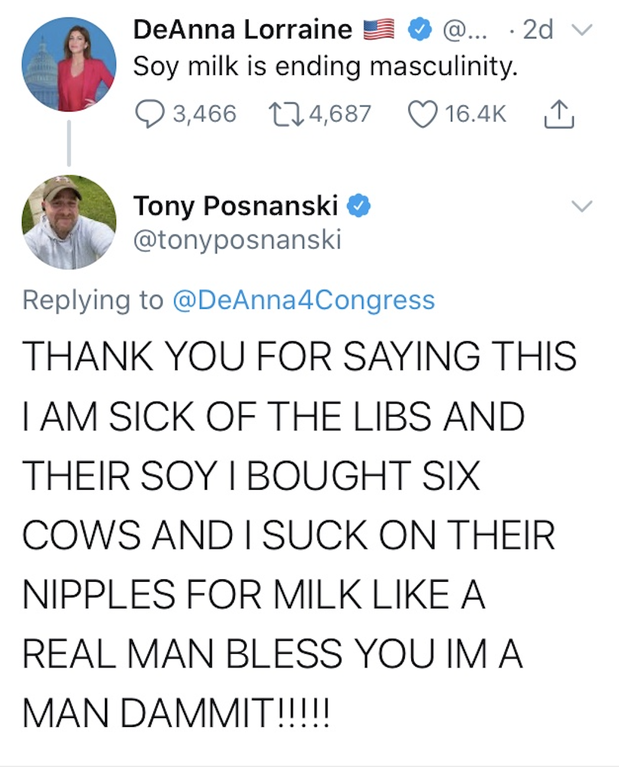 DeAnna Lorraine 🇺🇸 @... · 2d
Soy milk is ending masculinity.
3,466 4,687 16.4K
Tony Posnanski
@tonyposnanski
Replying to @DeAnna4Congress
THANK YOU FOR SAYING THIS
I AM SICK OF THE LIBS AND
THEIR SOY I BOUGHT SIX
COWS AND I SUCK ON THEIR
NIPPLES FOR MILK LIKE A
REAL MAN BLESS YOU IM A
MAN DAMMIT!!!!!